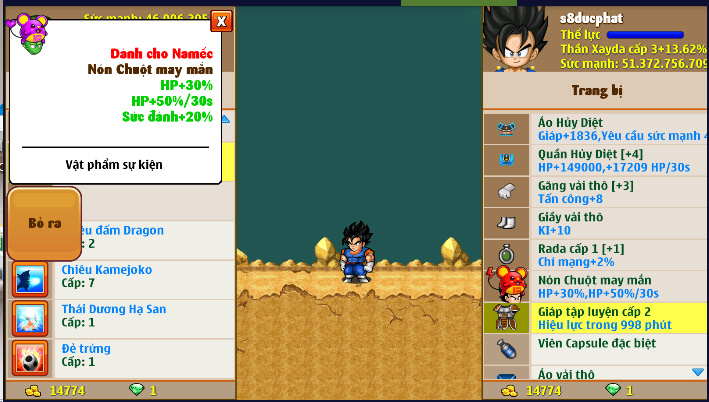 Sức mạnh: 46.006.305
X
Dành cho Namếc
Nón Chuột may mắn
HP+30%
HP+50%/30s
Sức đánh+20%
Vật phẩm sự kiện
Bỏ ra
đấm Dragon
: 2
Chiêu Kamejoko
Cấp: 7
Thái Dương Hạ San
Cấp: 1
Đẻ trứng
Cấp: 1
14774
1
s8ducphat
Thể lực
Thần Xayda cấp 3+13.62%
Sức mạnh: 51.372.756.709
Trang bị
Áo Hủy Diệt
Giáp+1836,Yêu cầu sức mạnh 4
Quần Hủy Diệt [+4]
HP+149000,+17209 HP/30s
Găng vải thô [+3]
Tấn công+8
Giầy vải thô
KI+10
Rada cấp 1 [+1]
Chí mạng+2%
Nón Chuột may mắn
HP+30%,HP+50%/30s
Giáp tập luyện cấp 2
Hiệu lực trong 998 phút
Viên Capsule đặc biệt
Áo vải thô
14774
1